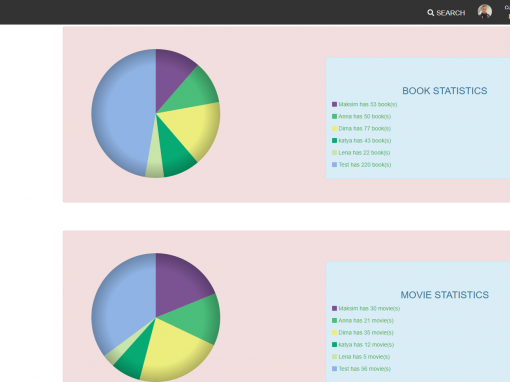 SEARCH
BOOK STATISTICS
Maksim has 53 book(s)
Anna has 50 book(s)
Dima has 77 book(s)
katya has 43 book(s)
Lena has 22 book(s)
Test has 220 book(s)
MOVIE STATISTICS
Maksim has 30 movie(s)
Anna has 21 movie(s)
Dima has 35 movie(s)
katya has 12 movie(s)
Lena has 5 movie(s)
Test has 56 movie(s)